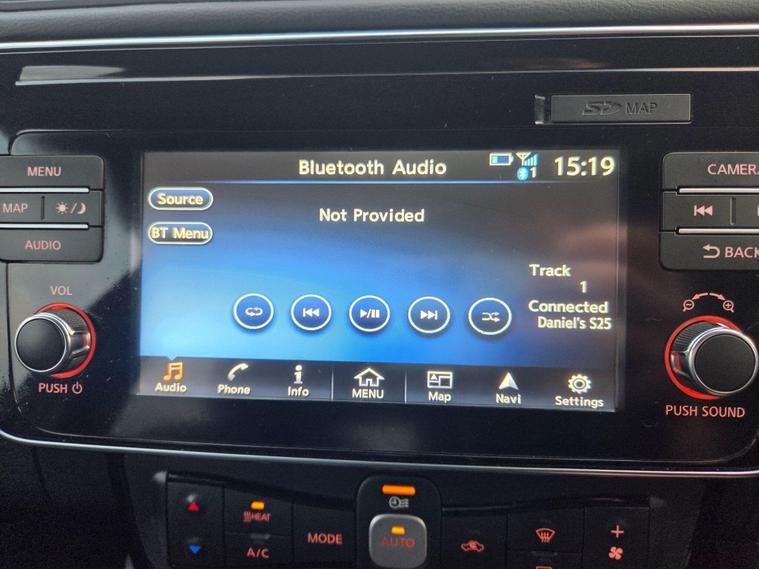 SD MAP
MENU
MAP
AUDIO
VOL
PUSH
Bluetooth Audio
1
15:19
Source
Not Provided
BT Menu
Track
1
Connected
Daniel's S25
Audio
Phone
Info
MENU
Map
Navi
Settings
CAMERA
BACK
PUSH SOUND
HEAT
A/C
MODE
AUTO